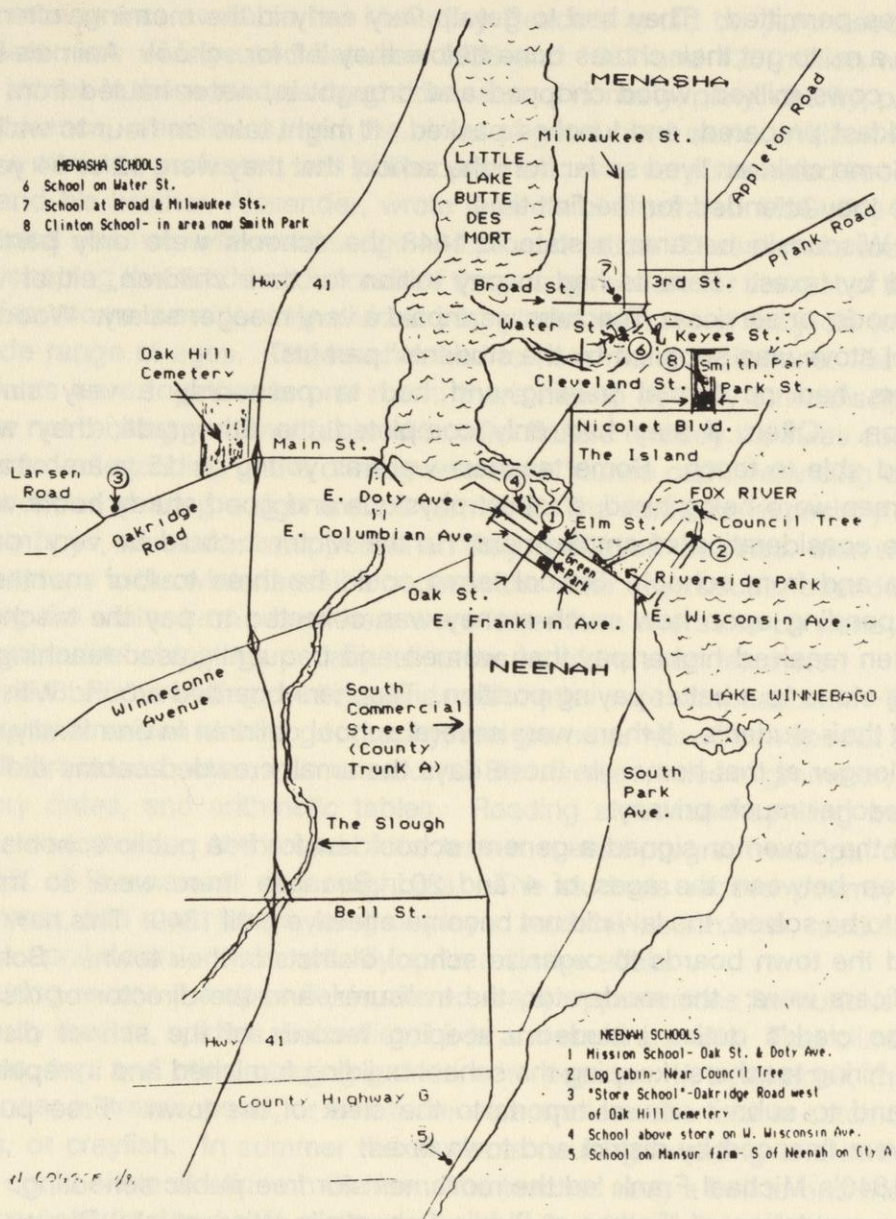 MENASHA SCHOOLS
6 School on Water St.
School at Broad & Milwaukee Sts.
8 Clinton School - in area now Smith Park
MENASHA
Milwaukee St.
Appleton Road
Plank Road
LITTLE
LAKE
BUTTE
DES
MORT
Hwy 41
7
3rd St.
Broad St.
Water St.
Keyes St.
6
8
Smith Park
Oak Hill
Cemetery
Cleveland St.
Park St.
Nicolet Blvd.
The Island
Main St.
Larsen
Road
3
4
E. Doty Ave.
FOX RIVER
Oakridge
Road
E. Columbian Ave.
1
Elm St.
Council Tree
2
Green
Park
Riverside Park
Oak St.
E. Franklin Ave.
E. Wisconsin Ave.
NEENAH
Winneconne
Avenue
South
Commercial
Street
(County
Trunk A)
LAKE WINNEBAGO
South
Park
Ave.
The Slough
Bell St.
Hwy 41
County Highway G
5
NEENAH SCHOOLS
1 Mission School - Oak St. & Doty Ave.
2 Log Cabin - Near Council Tree
3 "Store School" - Oakridge Road west
of Oak Hill Cemetery
School above store on W. Wisconsin Ave.
School on Mansur farm - S of Neenah on Cty A